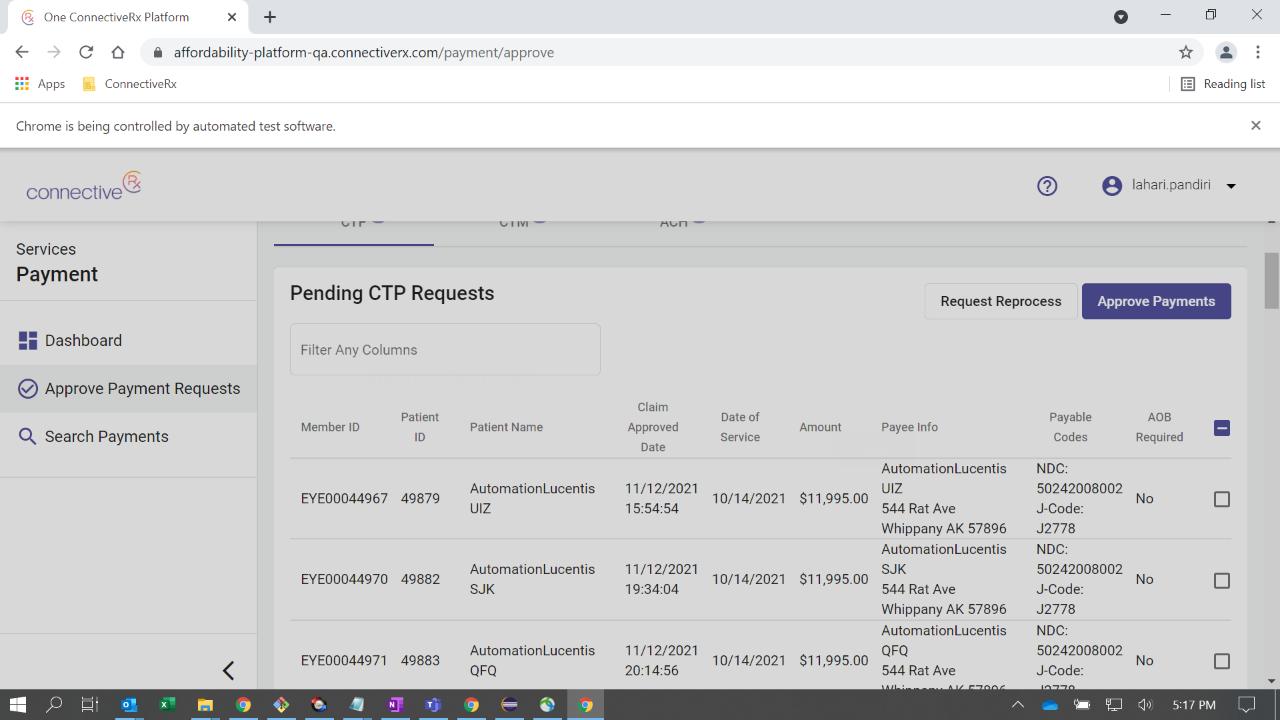 One ConnectiveRx Platform
affordability-platform-qa.connectiverx.com/payment/approve
Apps
ConnectiveRx
Reading list
Chrome is being controlled by automated test software.
connective Rx
lahari.pandiri
CTP
CTM
ACH
Services
Payment
Dashboard
Approve Payment Requests
Search Payments
Pending CTP Requests
Request Reprocess
Approve Payments
Filter Any Columns
Member ID
Patient
ID
Patient Name
Claim
Approved
Date
Date of
Service
Amount
Payee Info
Payable
Codes
AOB
Required
EYE00044967
49879
AutomationLucentis
UIZ
11/12/2021
15:54:54
10/14/2021
$11,995.00
AutomationLucentis
UIZ
544 Rat Ave
Whippany AK 57896
NDC:
50242008002
J-Code:
J2778
No
EYE00044970
49882
AutomationLucentis
SJK
11/12/2021
19:34:04
10/14/2021
$11,995.00
AutomationLucentis
SJK
544 Rat Ave
Whippany AK 57896
NDC:
50242008002
J-Code:
J2778
No
EYE00044971
49883
AutomationLucentis
QFQ
11/12/2021
20:14:56
10/14/2021
$11,995.00
AutomationLucentis
QFQ
544 Rat Ave
Whippany AK 57896
NDC:
50242008002
J-Code:
J2778
No
5:17 PM